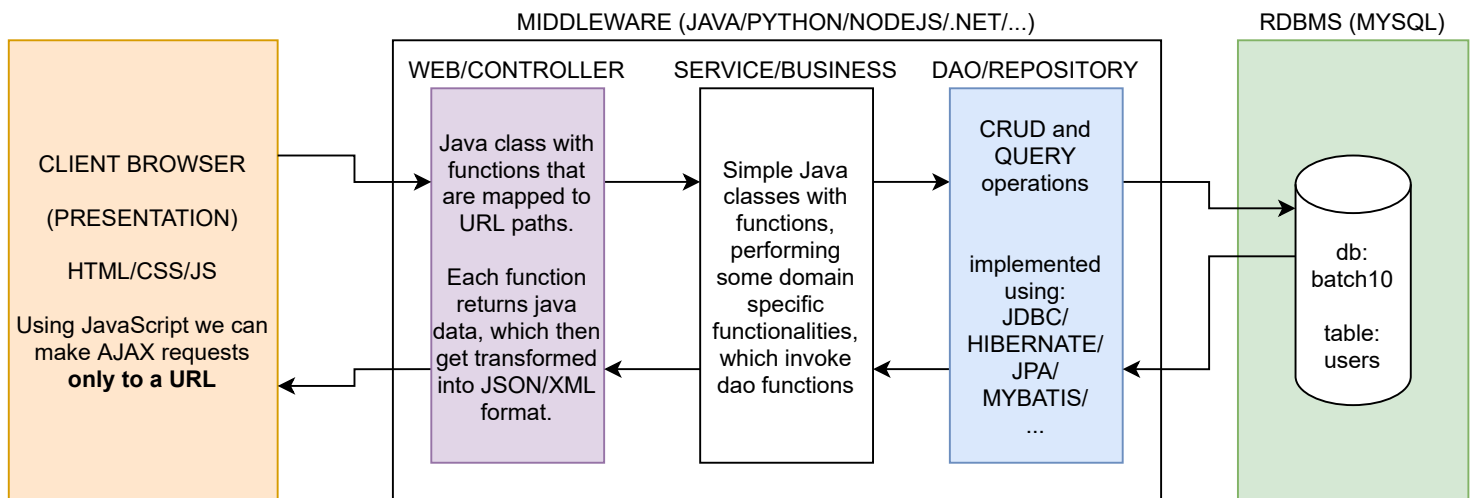 MIDDLEWARE (JAVA/PYTHON/NODEJS/.NET/...)
RDBMS (MYSQL)
CLIENT BROWSER
(PRESENTATION)
HTML/CSS/JS
Using JavaScript we can
make AJAX requests
only to a URL
WEB/CONTROLLER
Java class with
functions that
are mapped to
URL paths.
Each function
returns java
data, which then
get transformed
into JSON/XML
format.
SERVICE/BUSINESS
Simple Java
classes with
functions,
performing
some domain
specific
functionalities,
which invoke
dao functions
DAO/REPOSITORY
CRUD and
QUERY
operations
implemented
using:
JDBC/
HIBERNATE/
JPA/
MYBATIS/
...
db:
batch10
table:
users